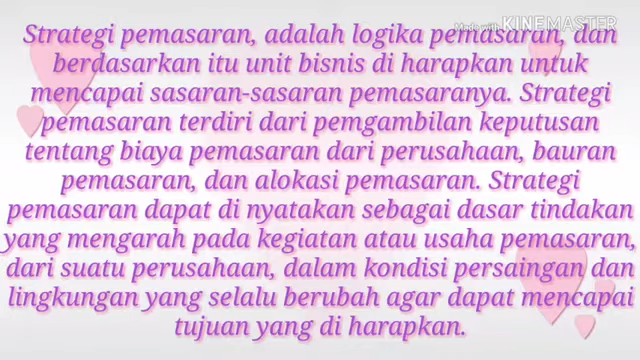 Made with KINEMASTER
Strategi pemasaran, adalah logika pemasaran, dan
berdasarkan itu unit bisnis di harapkan untuk
mencapai sasaran-sasaran pemasaranya. Strategi
pemasaran terdiri dari pemgambilan keputusan
tentang biaya pemasaran dari perusahaan, bauran
pemasaran, dan alokasi pemasaran. Strategi
pemasaran dapat di nyatakan sebagai dasar tindakan
yang mengarah pada kegiatan atau usaha pemasaran,
dari suatu perusahaan, dalam kondisi persaingan dan
lingkungan yang selalu berubah agar dapat mencapai
tujuan yang di harapkan.